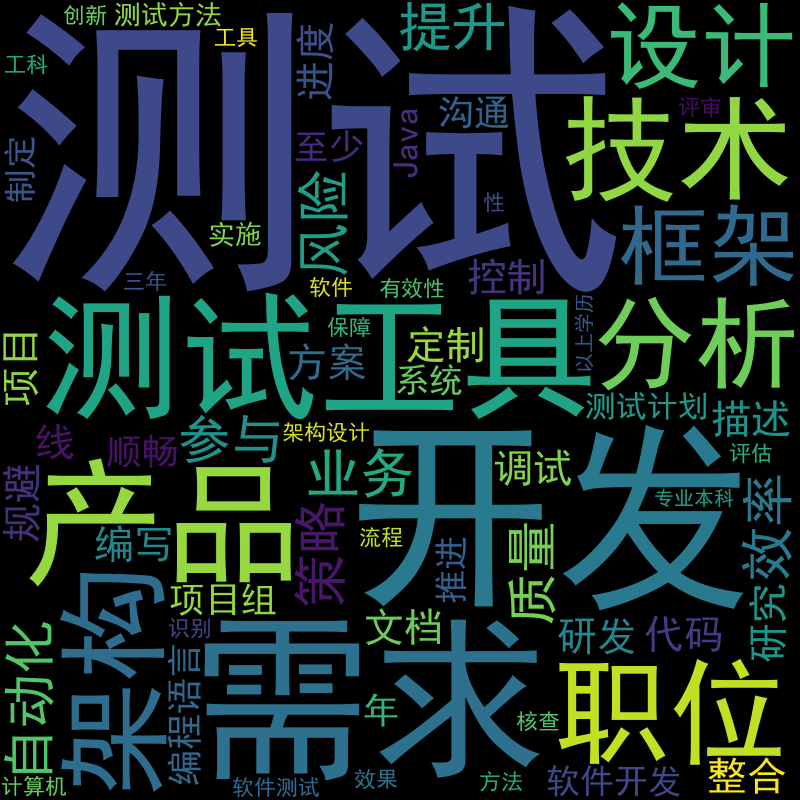 创新
测试方法
工具
提升
设计
工科
进度
测试
沟通
Java
评审
技术
制定
至少
性
框架
实施
风险
控制
三年
软件
有效性
以上学历
测试工具
分析
保障
项目
方案
定制
系统
测试计划
描述
线
顺畅
参与
架构设计
业务
开发
调试
评估
规避
产品
编写
策略
流程
推进
质量
专业本科
效率
架构
项目组
识别
需求
文档
研发
代码
研究
自动化
编程语言
年
核查
职位
计算机
软件测试
效果
方法
软件开发
整合